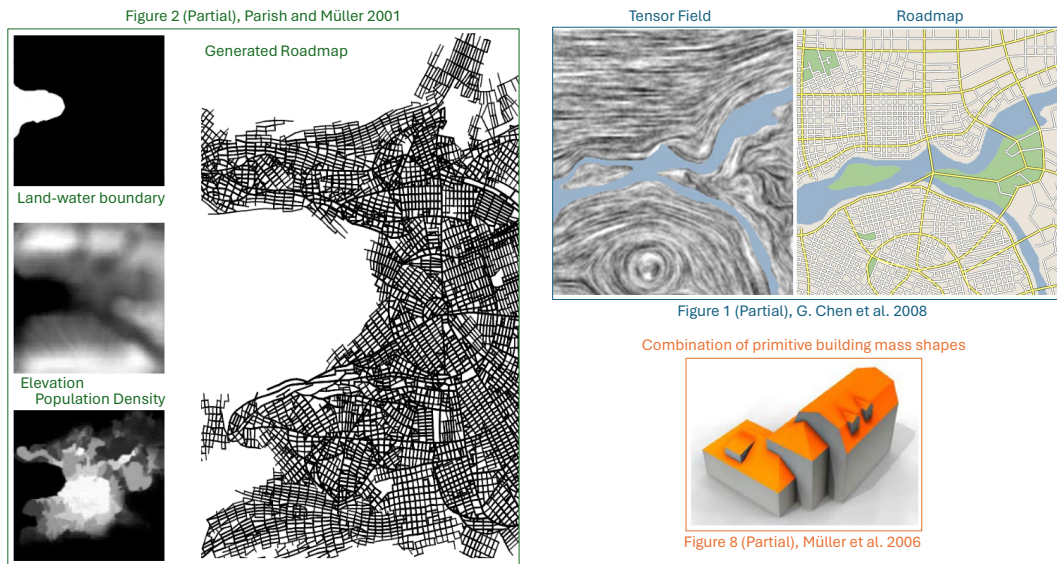 Figure 2 (Partial), Parish and Müller 2001
Generated Roadmap
Land-water boundary
Elevation
Population Density
Tensor Field
Roadmap
Figure 1 (Partial), G. Chen et al. 2008
Combination of primitive building mass shapes
Figure 8 (Partial), Müller et al. 2006